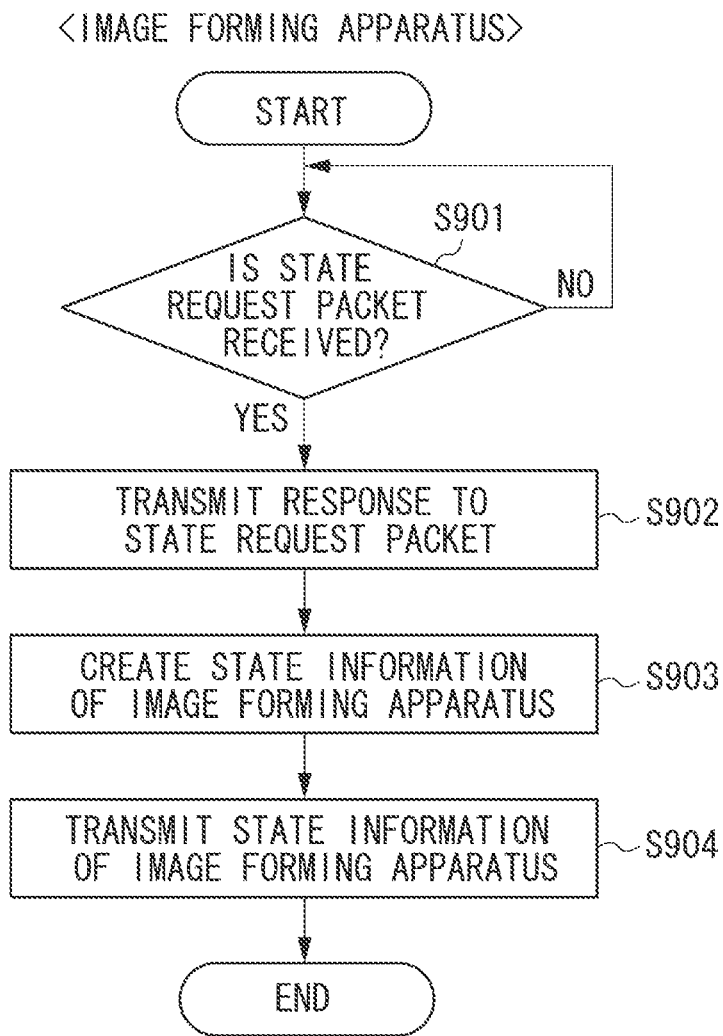 <IMAGE FORMING APPARATUS>
START
S901
IS STATE
REQUEST PACKET
RECEIVED?
NO
YES
TRANSMIT RESPONSE TO
STATE REQUEST PACKET
S902
CREATE STATE INFORMATION
OF IMAGE FORMING APPARATUS
S903
TRANSMIT STATE INFORMATION
OF IMAGE FORMING APPARATUS
S904
END